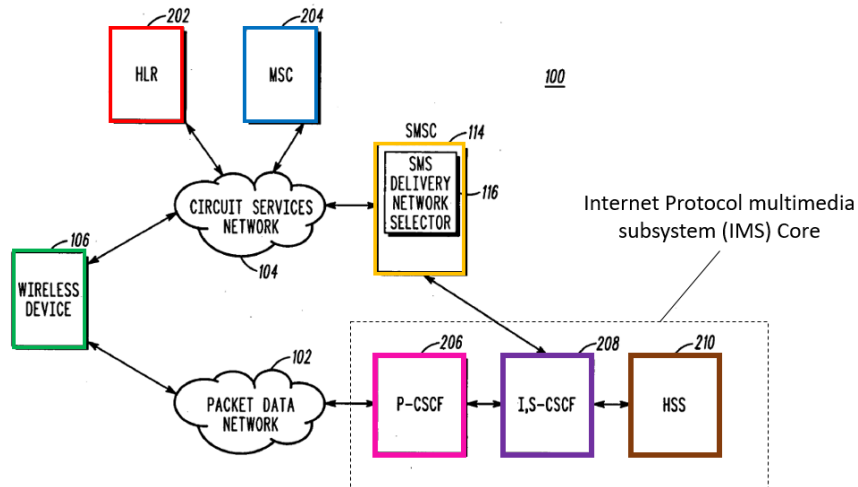 202
204
HLR
MSC
100
SMSC
114
SMS
DELIVERY
NETWORK
SELECTOR
116
CIRCUIT SERVICES
NETWORK
104
Internet Protocol multimedia
subsystem (IMS) Core
106
WIRELESS
DEVICE
102
PACKET DATA
NETWORK
206
P-CSCF
208
I,S-CSCF
210
HSS